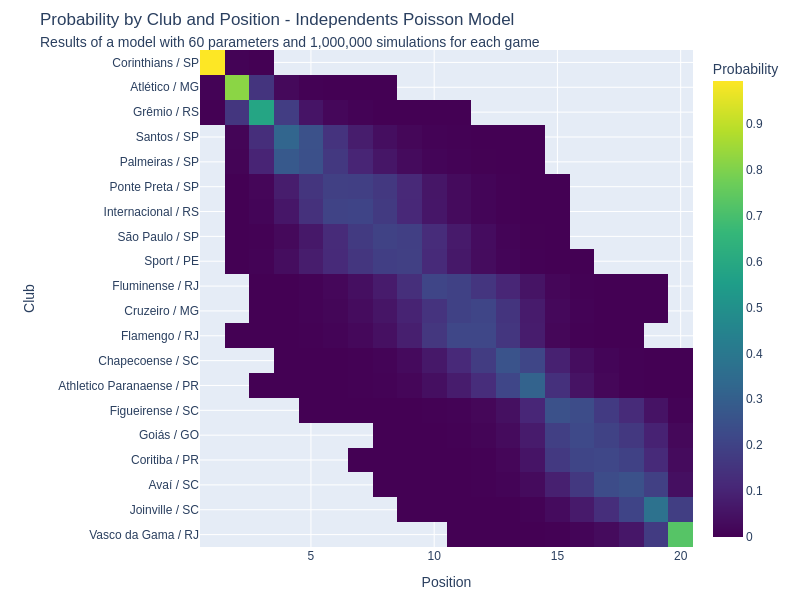 Probability by Club and Position - Independents Poisson Model
Results of a model with 60 parameters and 1,000,000 simulations for each game
Probability
Corinthians / SP
Atlético / MG
Grêmio / RS
Santos / SP
Palmeiras / SP
Ponte Preta / SP
Internacional / RS
São Paulo / SP
Sport / PE
Fluminense / RJ
Cruzeiro / MG
Flamengo / RJ
Chapecoense / SC
Athletico Paranaense / PR
Figueirense / SC
Goiás / GO
Coritiba / PR
Avaí / SC
Joinville / SC
Vasco da Gama / RJ
Club
5 10 15 20
Position
0.9
0.8
0.7
0.6
0.5
0.4
0.3
0.2
0.1
0